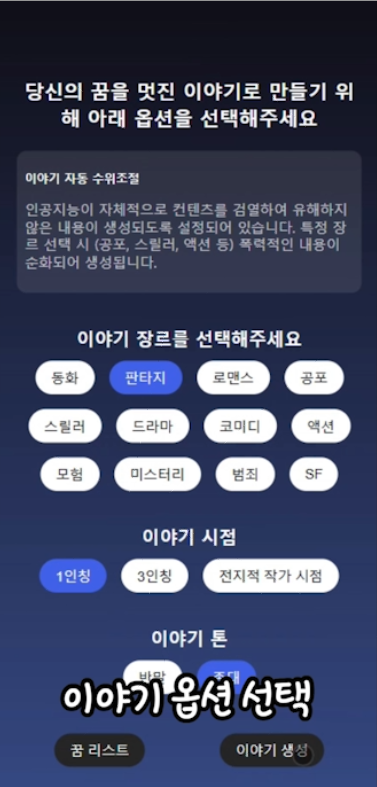 당신의 꿈을 멋진 이야기로 만들기 위
해 아래 옵션을 선택해주세요
이야기 자동 수위조절
인공지능이 자체적으로 컨텐츠를 검열하여 유해하지
않은 내용이 생성되도록 설정되어 있습니다. 특정 장
르 선택 시 (공포, 스릴러, 액션 등) 폭력적인 내용이
순화되어 생성됩니다.
이야기 장르를 선택해주세요
동화 판타지 로맨스 공포
스릴러 드라마 코미디 액션
모험 미스터리 범죄 SF
이야기 시점
1인칭 3인칭 전지적 작가 시점
이야기 톤
반말 존대
이야기 옵션 선택
꿈 리스트 이야기 생성